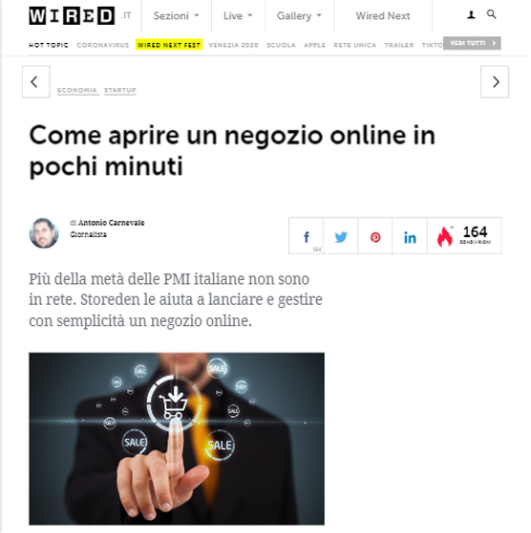 WIRED.IT Sezioni Live Gallery Wired Next
HOT TOPIC CORONAVIRUS WIRED NEXT FEST VENEZIA 2020 SCUOLA APPLE RETE UNICA TRAILER TIKTO VEDI TUTTI
ECONOMIA STARTUP
Come aprire un negozio online in
pochi minuti
di Antonio Carnevale
Giornalista
164
164
CONDIVISIONI
Più della metà delle PMI italiane non sono
in rete. Storeden le aiuta a lanciare e gestire
con semplicità un negozio online.
SALE
SALE
SALE
SALE
SALE